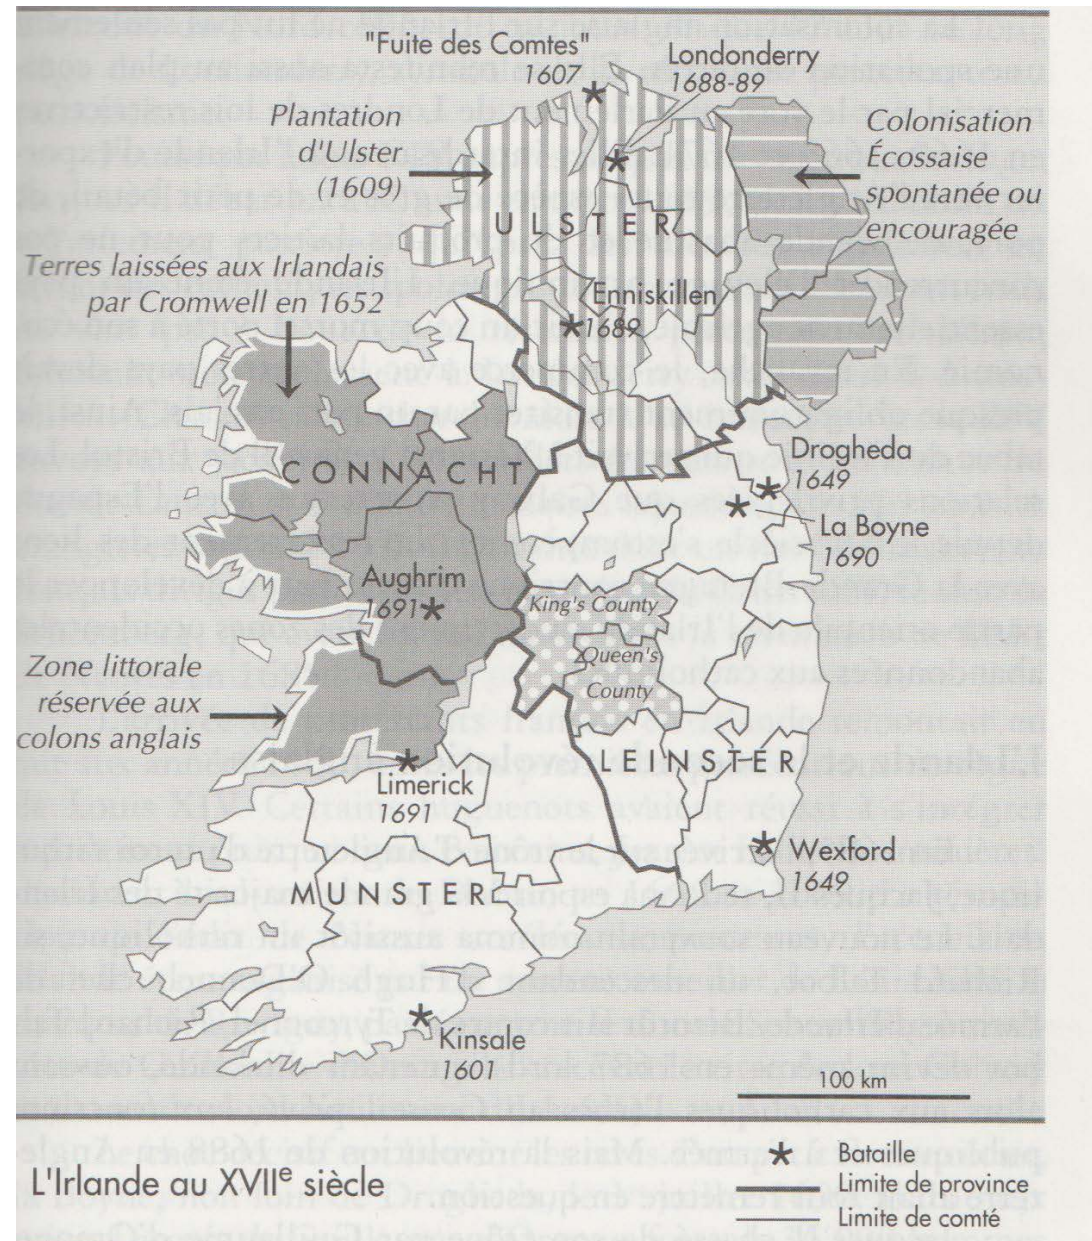 "Fuite des Comtes"
1607
Londonderry
1688-89
Plantation
d'Ulster
(1609)
Colonisation
Écossaise
spontanée ou
encouragée
ULSTER
Terres laissées aux Irlandais
par Cromwell en 1652
Enniskillen
1689
CONNACHT
Drogheda
1649
La Boyne
1690
Aughrim
1691
King's County
Queen's
County
Zone littorale
réservée aux
colons anglais
LEINSTER
Limerick
1691
Wexford
1649
MUNSTER
Kinsale
1601
100 km
L'Irlande au XVIIe siècle
Bataille
Limite de province
Limite de comté